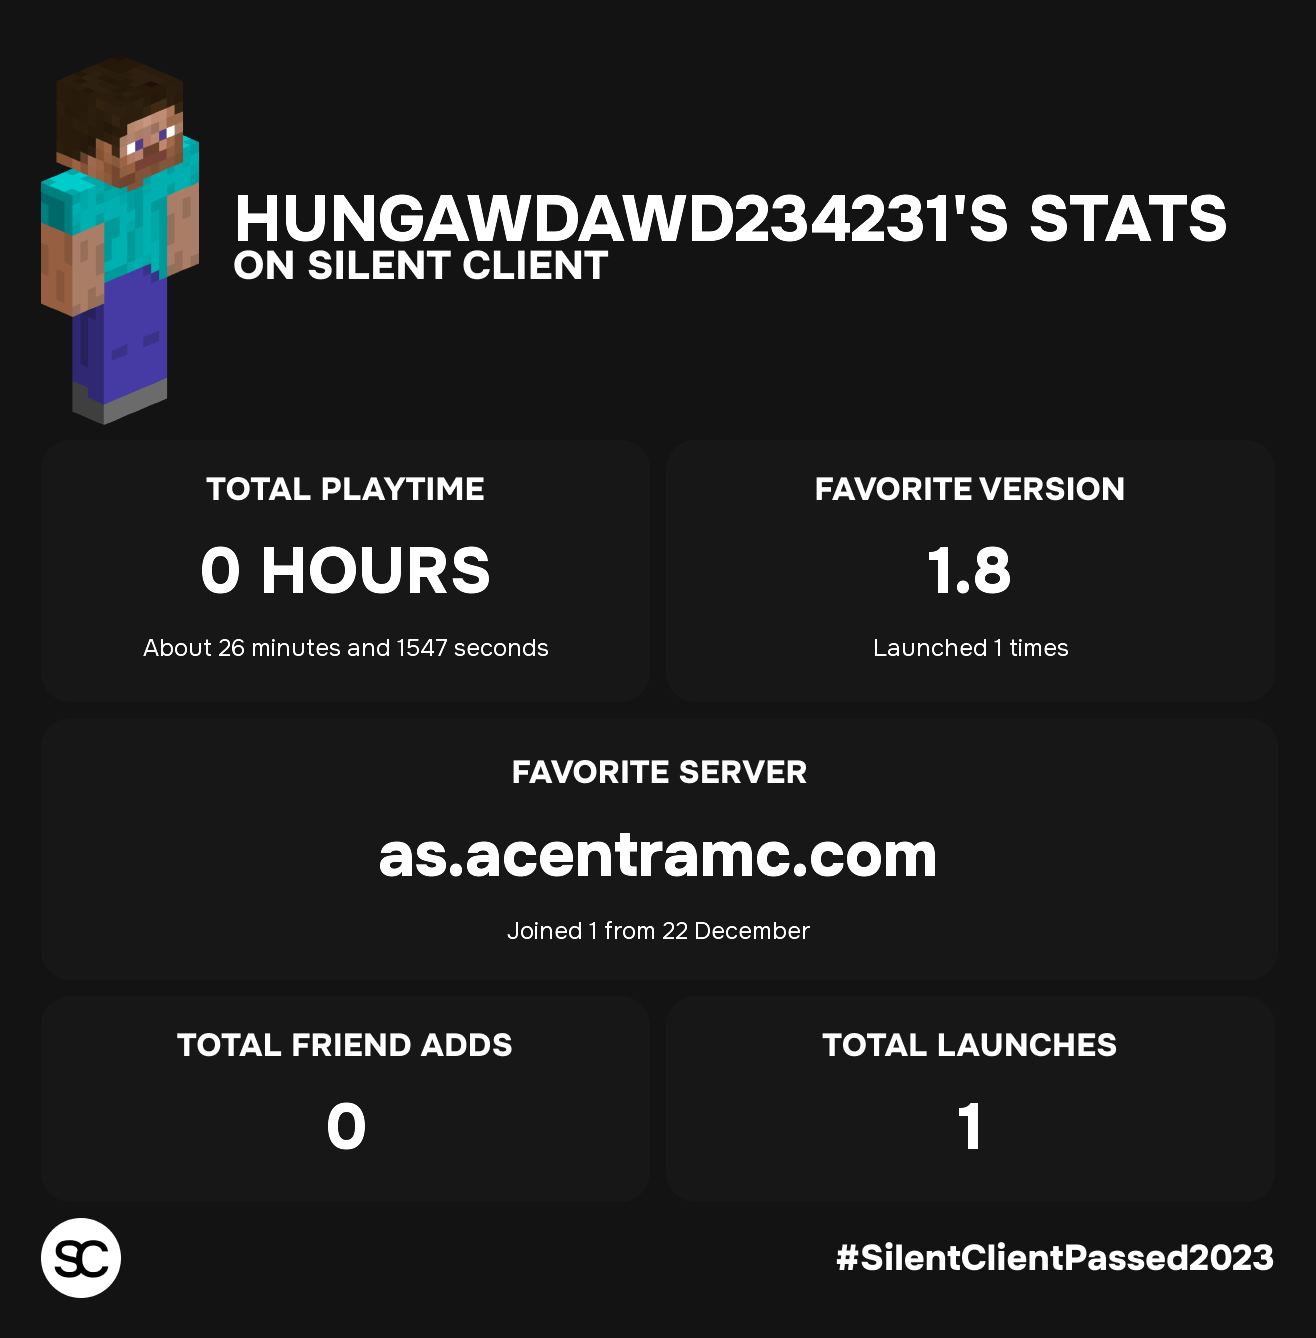 HUNGAWDAWD234231'S STATS
ON SILENT CLIENT
TOTAL PLAYTIME
0 HOURS
About 26 minutes and 1547 seconds
FAVORITE VERSION
1.8
Launched 1 times
FAVORITE SERVER
as.acentramc.com
Joined 1 from 22 December
TOTAL FRIEND ADDS
0
TOTAL LAUNCHES
1
SC
#SilentClientPassed2023